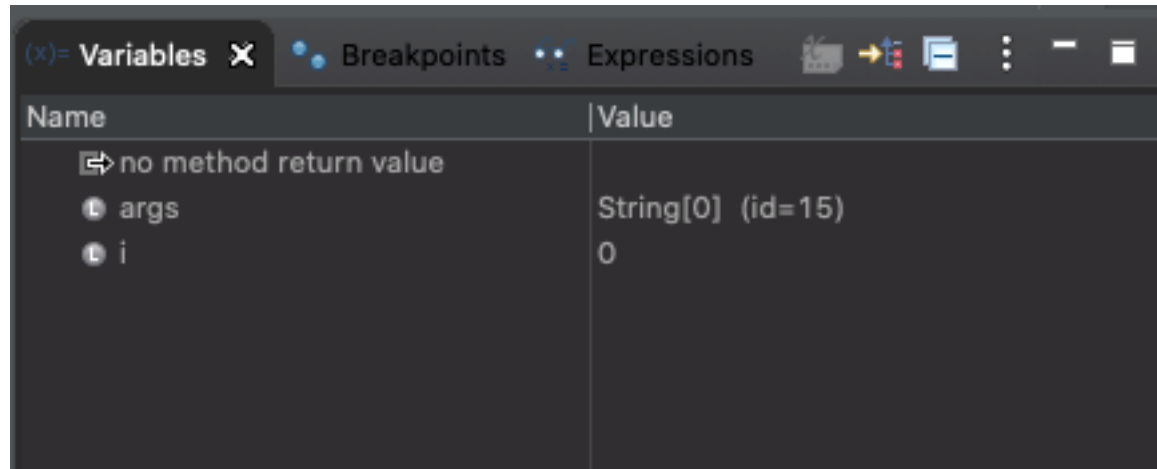 (x)= Variables Breakpoints Expressions
Name Value
no method return value
args String[0] (id=15)
i 0